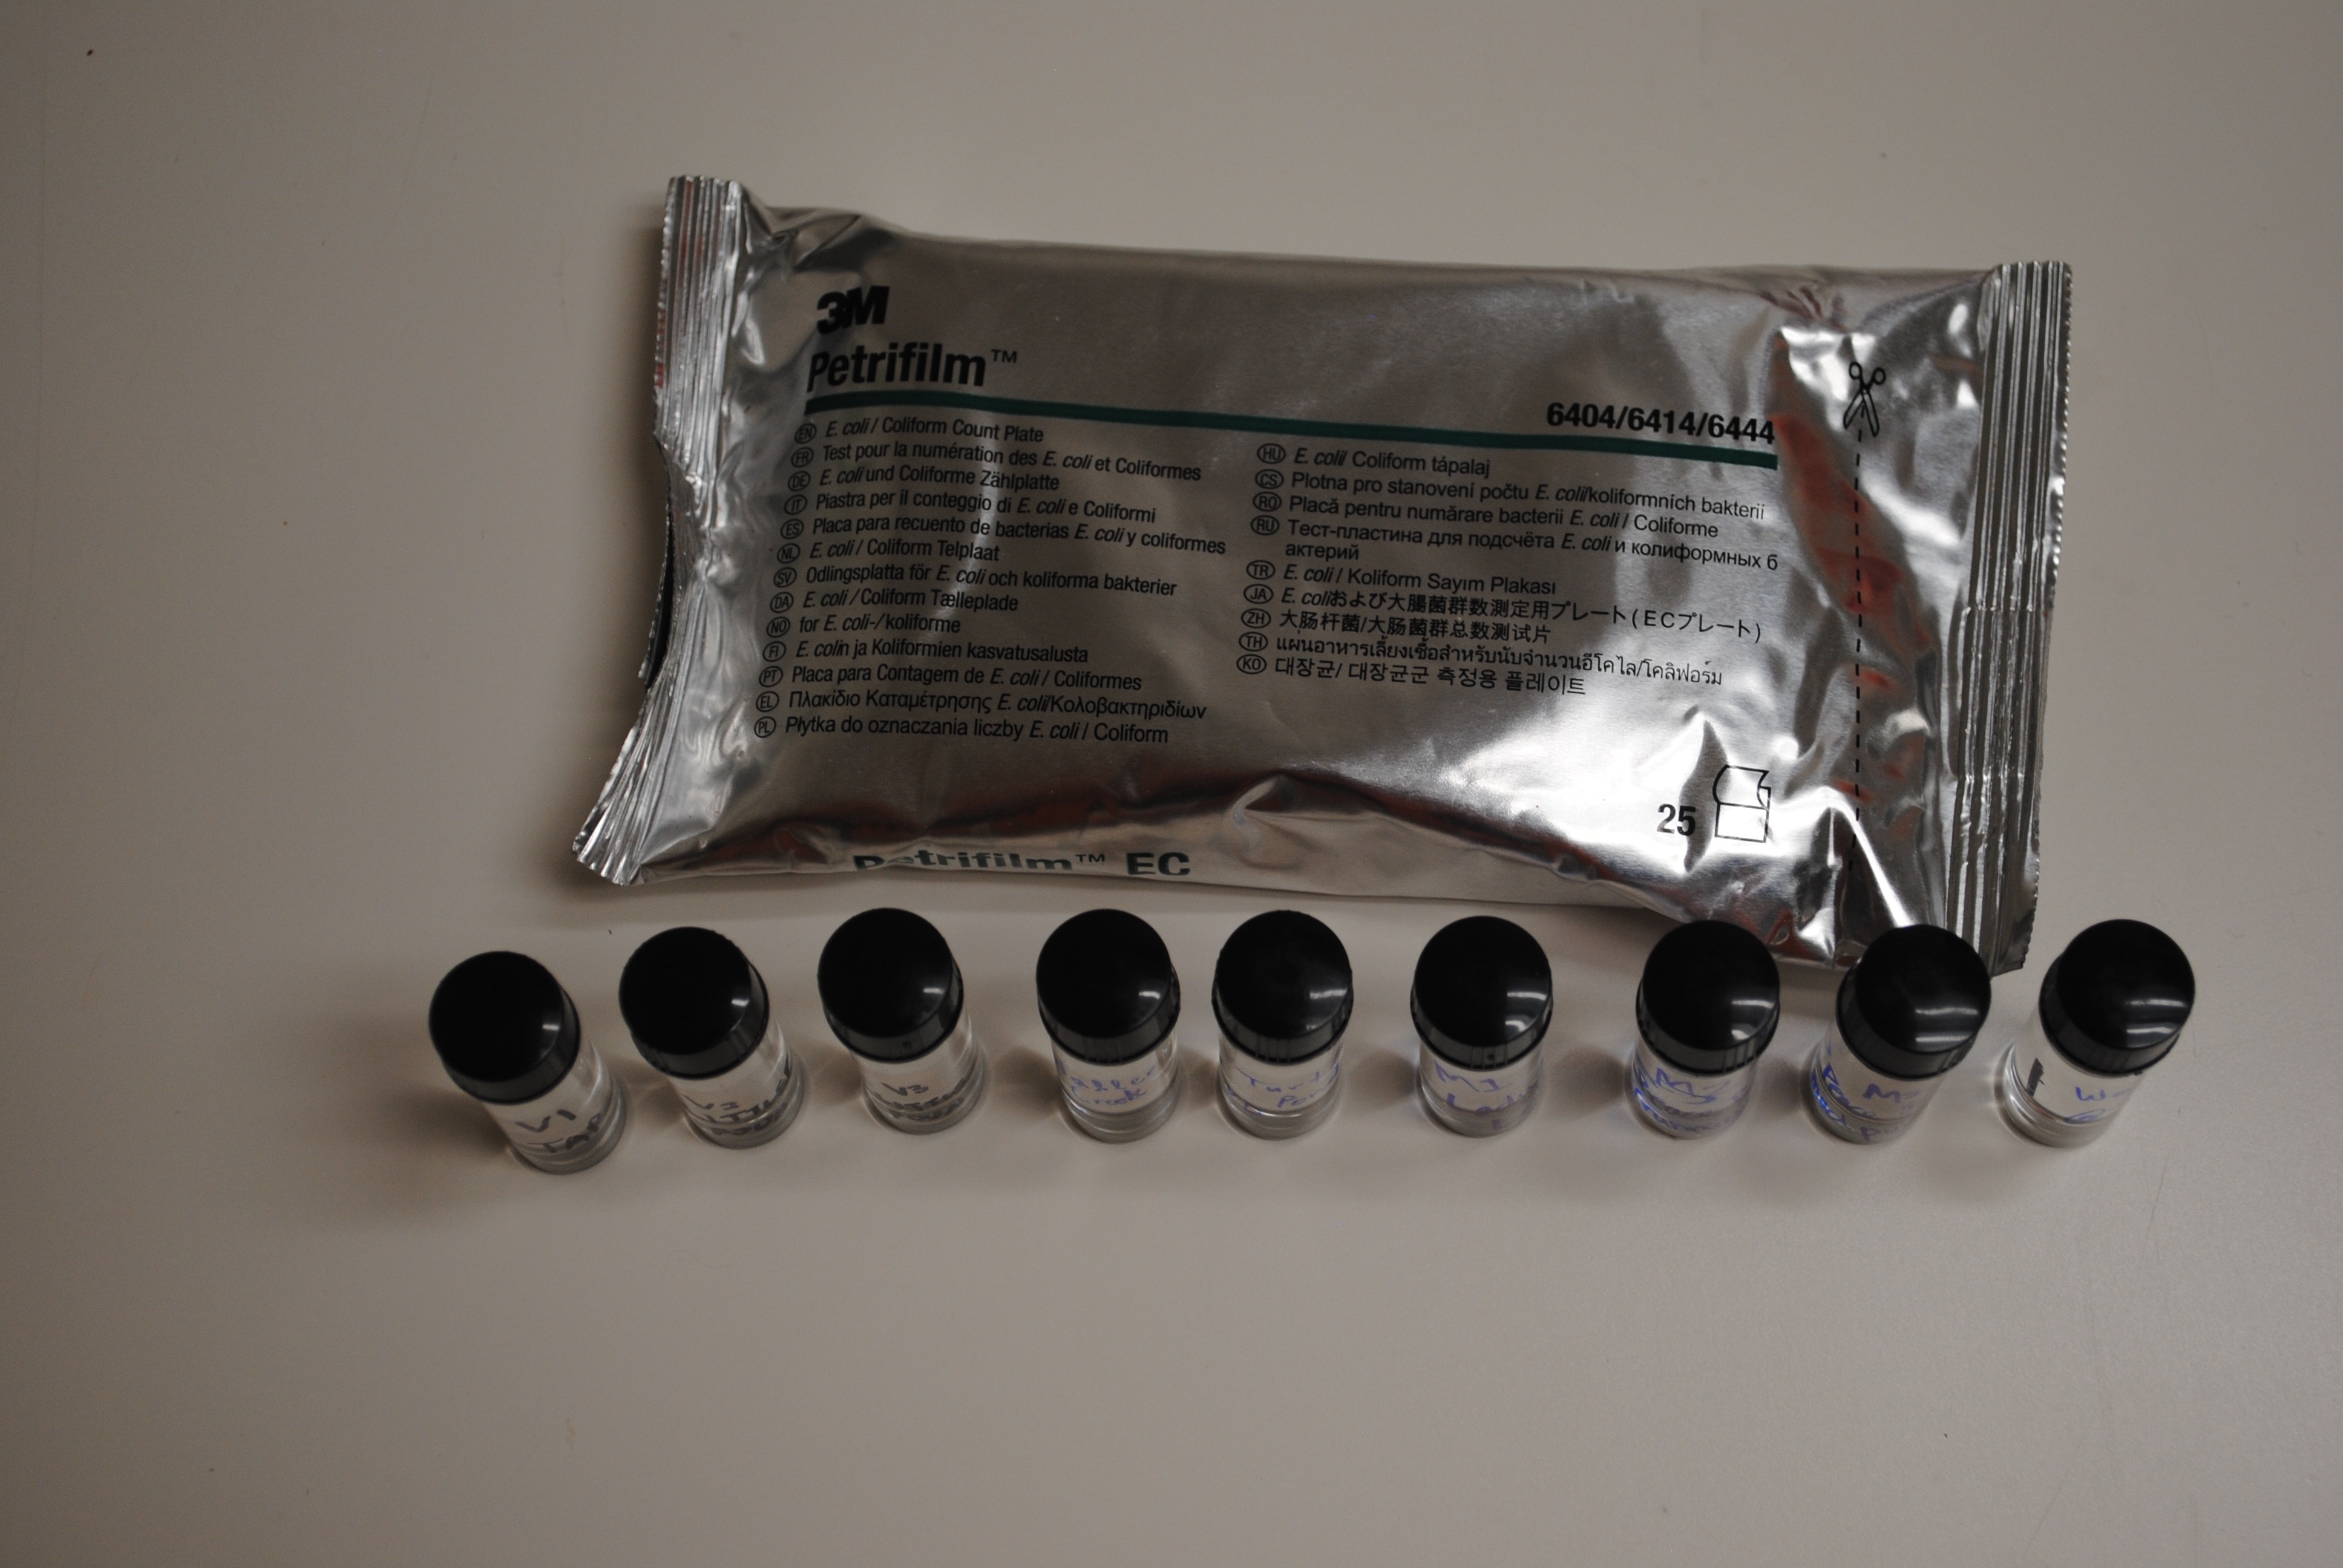 3M
Petrifilm™
6404/6414/6444
EN E. coli / Coliform Count Plate
FR Test pour la numération des E. coli et Coliformes
DE E. coli und Coliforme Zählplatte
IT Piastra per il conteggio di E. coli e Coliformi
ES Placa para recuento de bacterias E. coli y coliformes
NL E. coli / Coliform Telplaat
SV Odlingsplatta för E. coli och koliforma bakterier
DA E. coli / Coliform Tælleplade
NO for E. coli-/koliforme
FI E. colin ja Koliformien kasvatusalusta
PT Placa para Contagem de E. coli / Coliformes
EL Πλακίδιο Καταμέτρησης E. coli/Κολοβακτηριδίων
PL Płytka do oznaczania liczby E. coli / Coliform
HU E. coli/ Coliform tápalaj
CS Plotna pro stanovení počtu E. coli/koliformních bakterií
RO Placă pentru numărare bacterii E. coli / Coliforme
RU Тест-пластина для подсчёта E. coli и колиформных б
актерий
TR E. coli / Koliform Sayım Plakası
JA E. coliおよび大腸菌群数測定用プレート(ECプレート)
ZH 大肠杆菌/大肠菌群总数测试片
TH แผ่นอาหารเลี้ยงเชื้อสำหรับนับจำนวนอีโคไล/โคลิฟอร์ม
KO 대장균/ 대장균군 측정용 플레이트
25
Petrifilm™ EC
V1
TAP
V3
M1